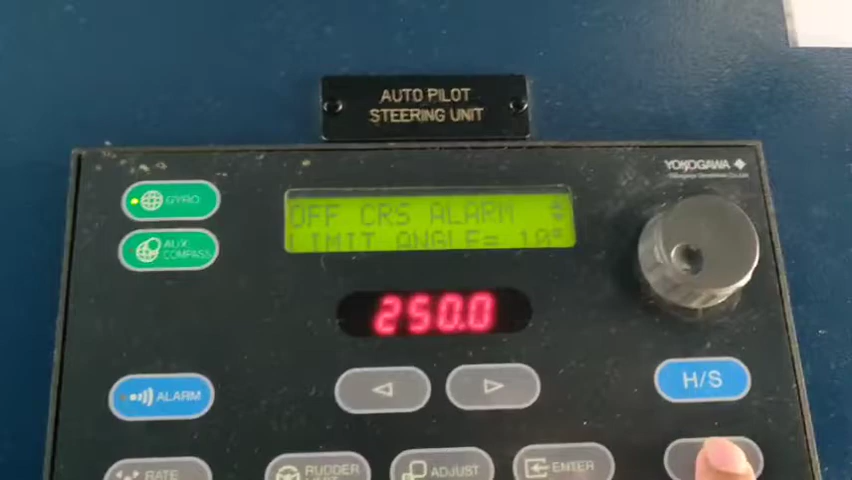 AUTO PILOT
STEERING UNIT
YOKOGAWA
GYRO
OFF CRS ALARM
LIMIT ANGLE= 10°
AUX.
COMPASS
250.0
ALARM
H/S
RATE
RUDDER
LIMIT
ADJUST
ENTER